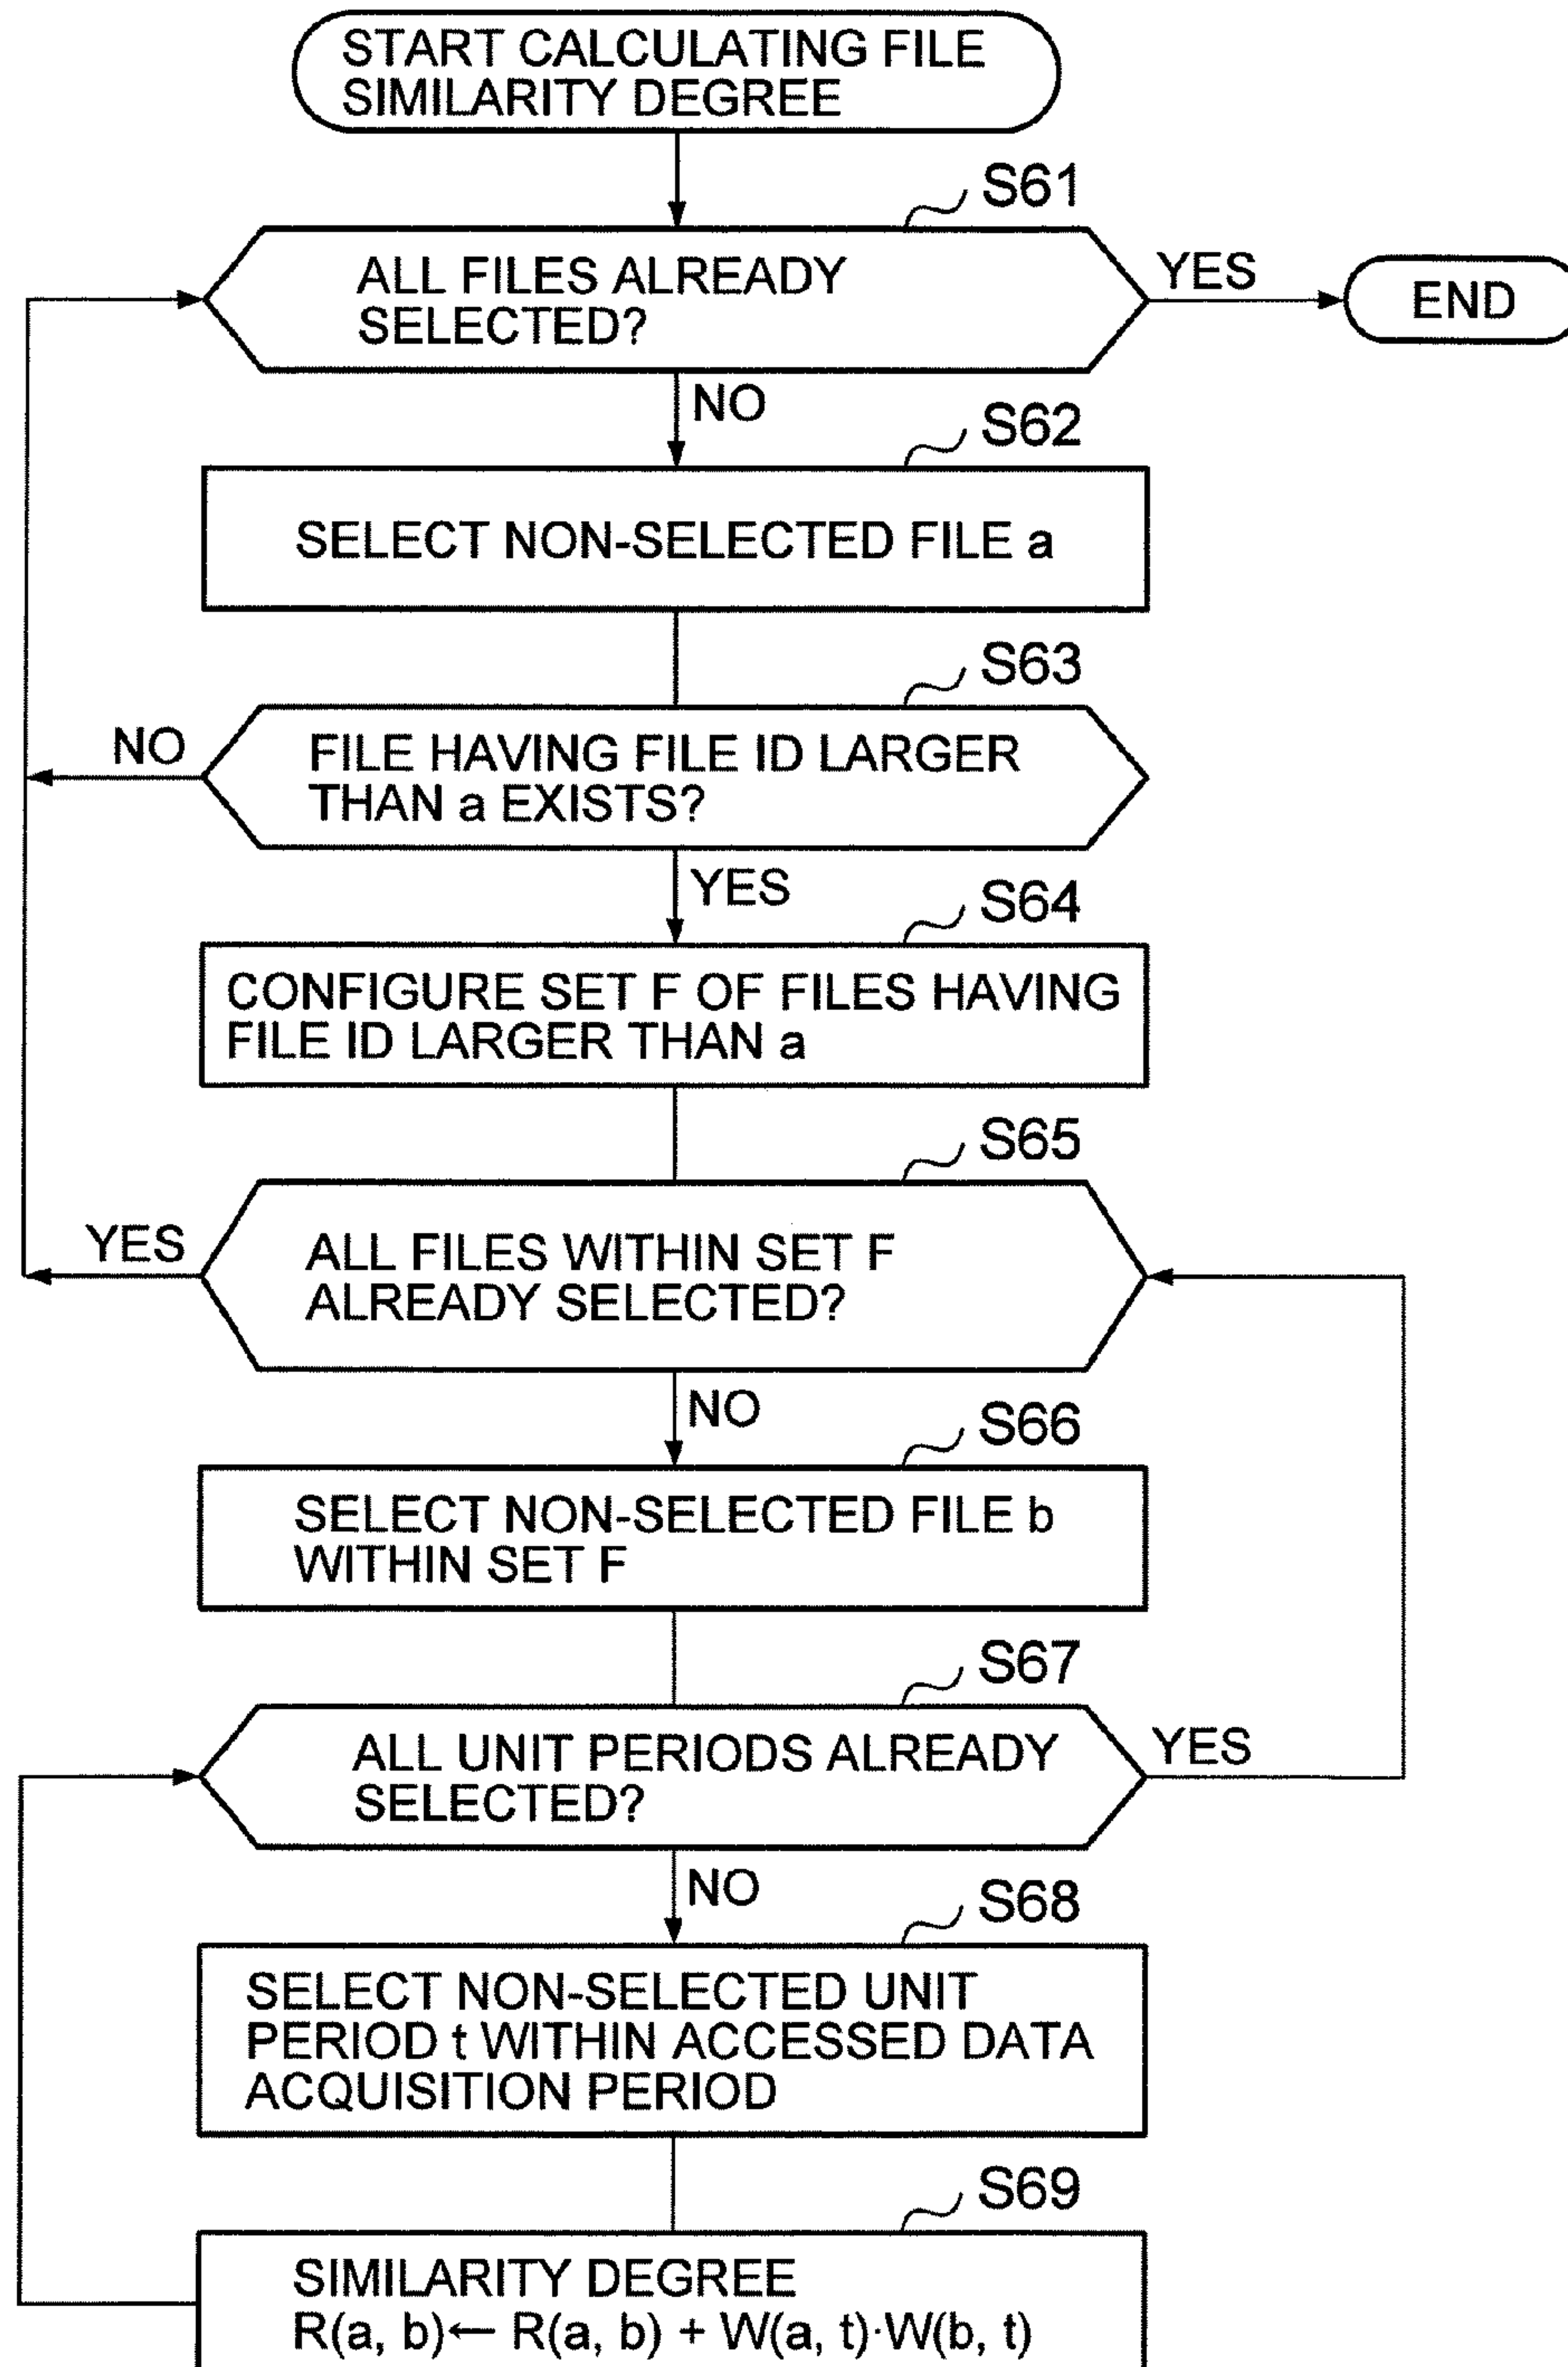 START CALCULATING FILE
SIMILARITY DEGREE
S61
ALL FILES ALREADY
SELECTED?
YES
END
NO
S62
SELECT NON-SELECTED FILE a
S63
NO
FILE HAVING FILE ID LARGER
THAN a EXISTS?
YES
S64
CONFIGURE SET F OF FILES HAVING
FILE ID LARGER THAN a
S65
YES
ALL FILES WITHIN SET F
ALREADY SELECTED?
NO
S66
SELECT NON-SELECTED FILE b
WITHIN SET F
S67
ALL UNIT PERIODS ALREADY
SELECTED?
YES
NO
S68
SELECT NON-SELECTED UNIT
PERIOD t WITHIN ACCESSED DATA
ACQUISITION PERIOD
S69
SIMILARITY DEGREE
R(a, b)← R(a, b) + W(a, t)·W(b, t)